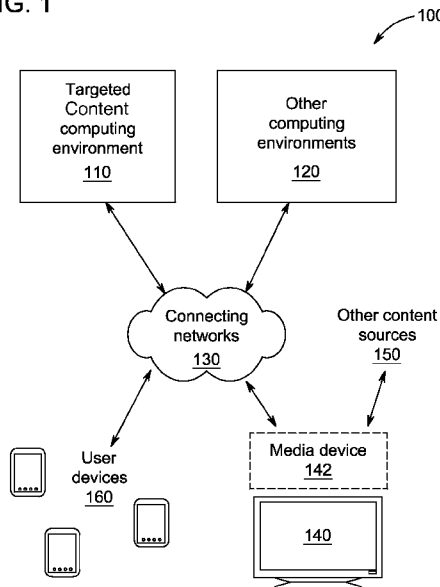 FIG. 1
100
Targeted
Content
computing
environment
110
Other
computing
environments
120
Connecting
networks
130
Other content
sources
150
User
devices
160
Media device
142
140